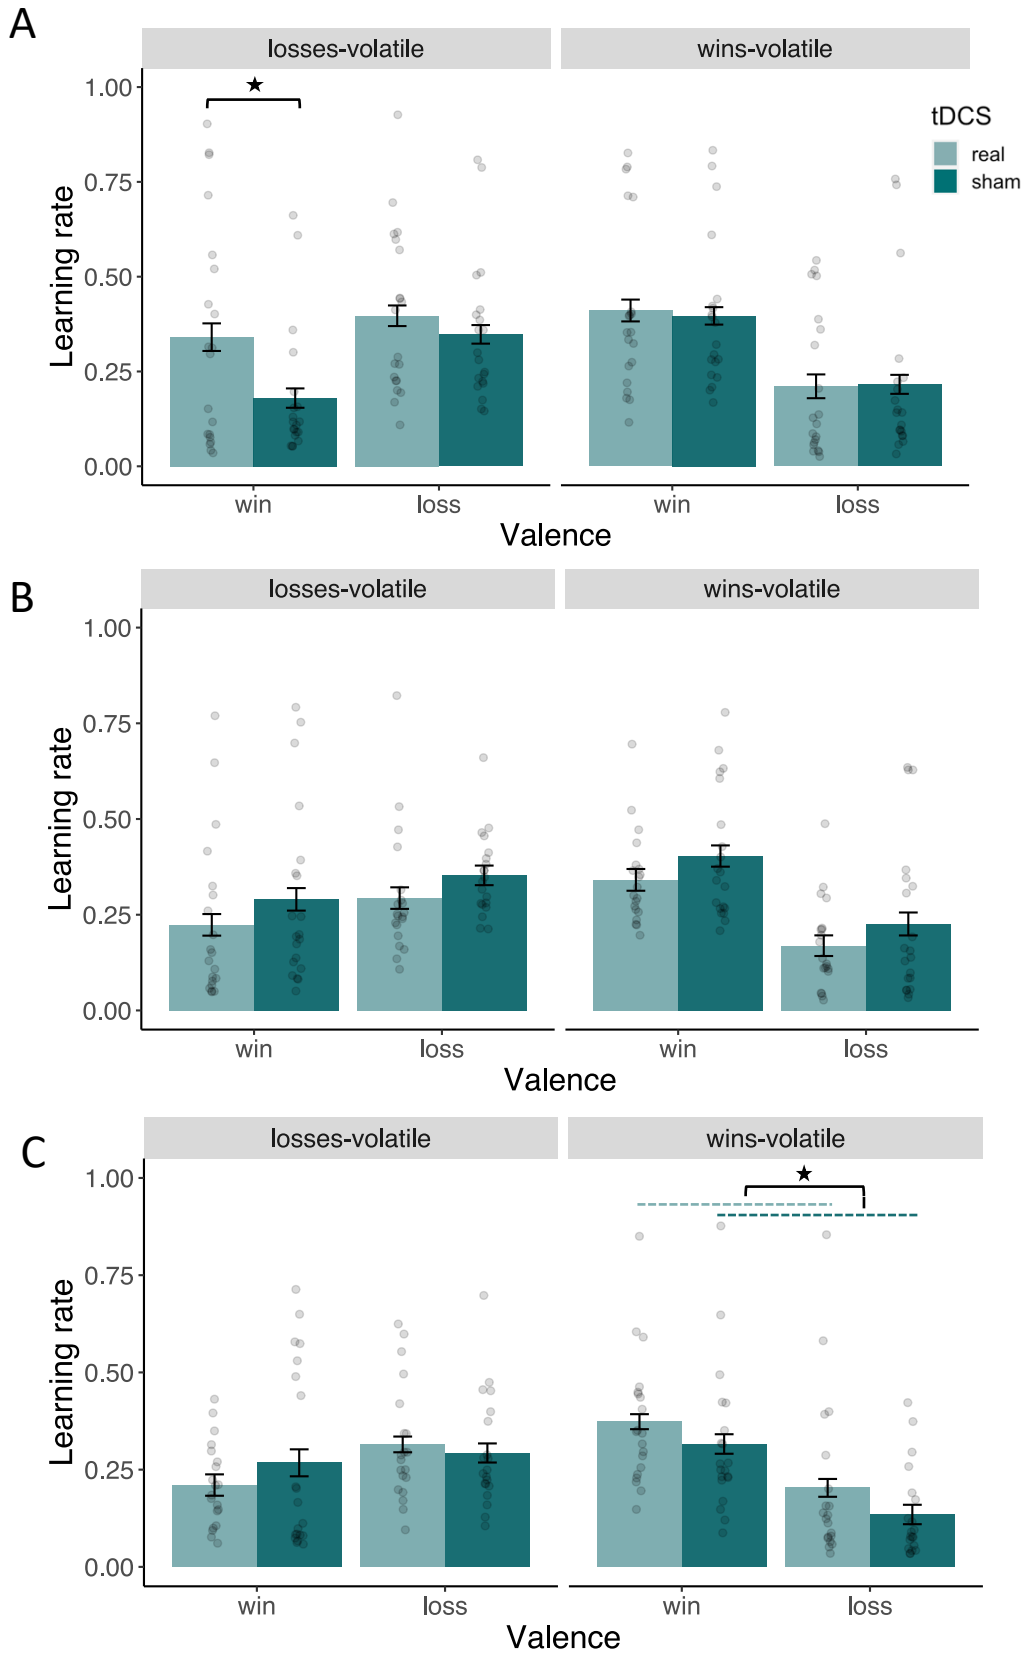 A
losses-volatile
wins-volatile
★
1.00
0.75
0.50
0.25
0.00
Learning rate
tDCS
real
sham
win
loss
win
loss
Valence
B
losses-volatile
wins-volatile
1.00
0.75
0.50
0.25
0.00
Learning rate
win
loss
win
loss
Valence
C
losses-volatile
wins-volatile
★
1.00
0.75
0.50
0.25
0.00
Learning rate
win
loss
win
loss
Valence